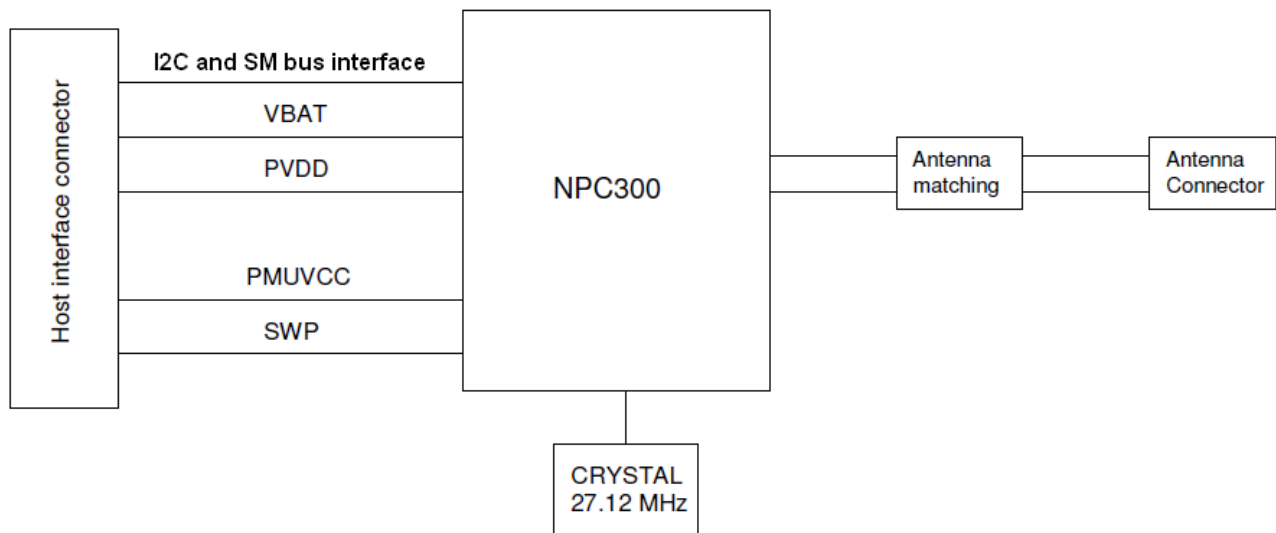 Host interface connector
I2C and SM bus interface
VBAT
PVDD
PMUVCC
SWP
NPC300
Antenna
matching
Antenna
Connector
CRYSTAL
27.12 MHz